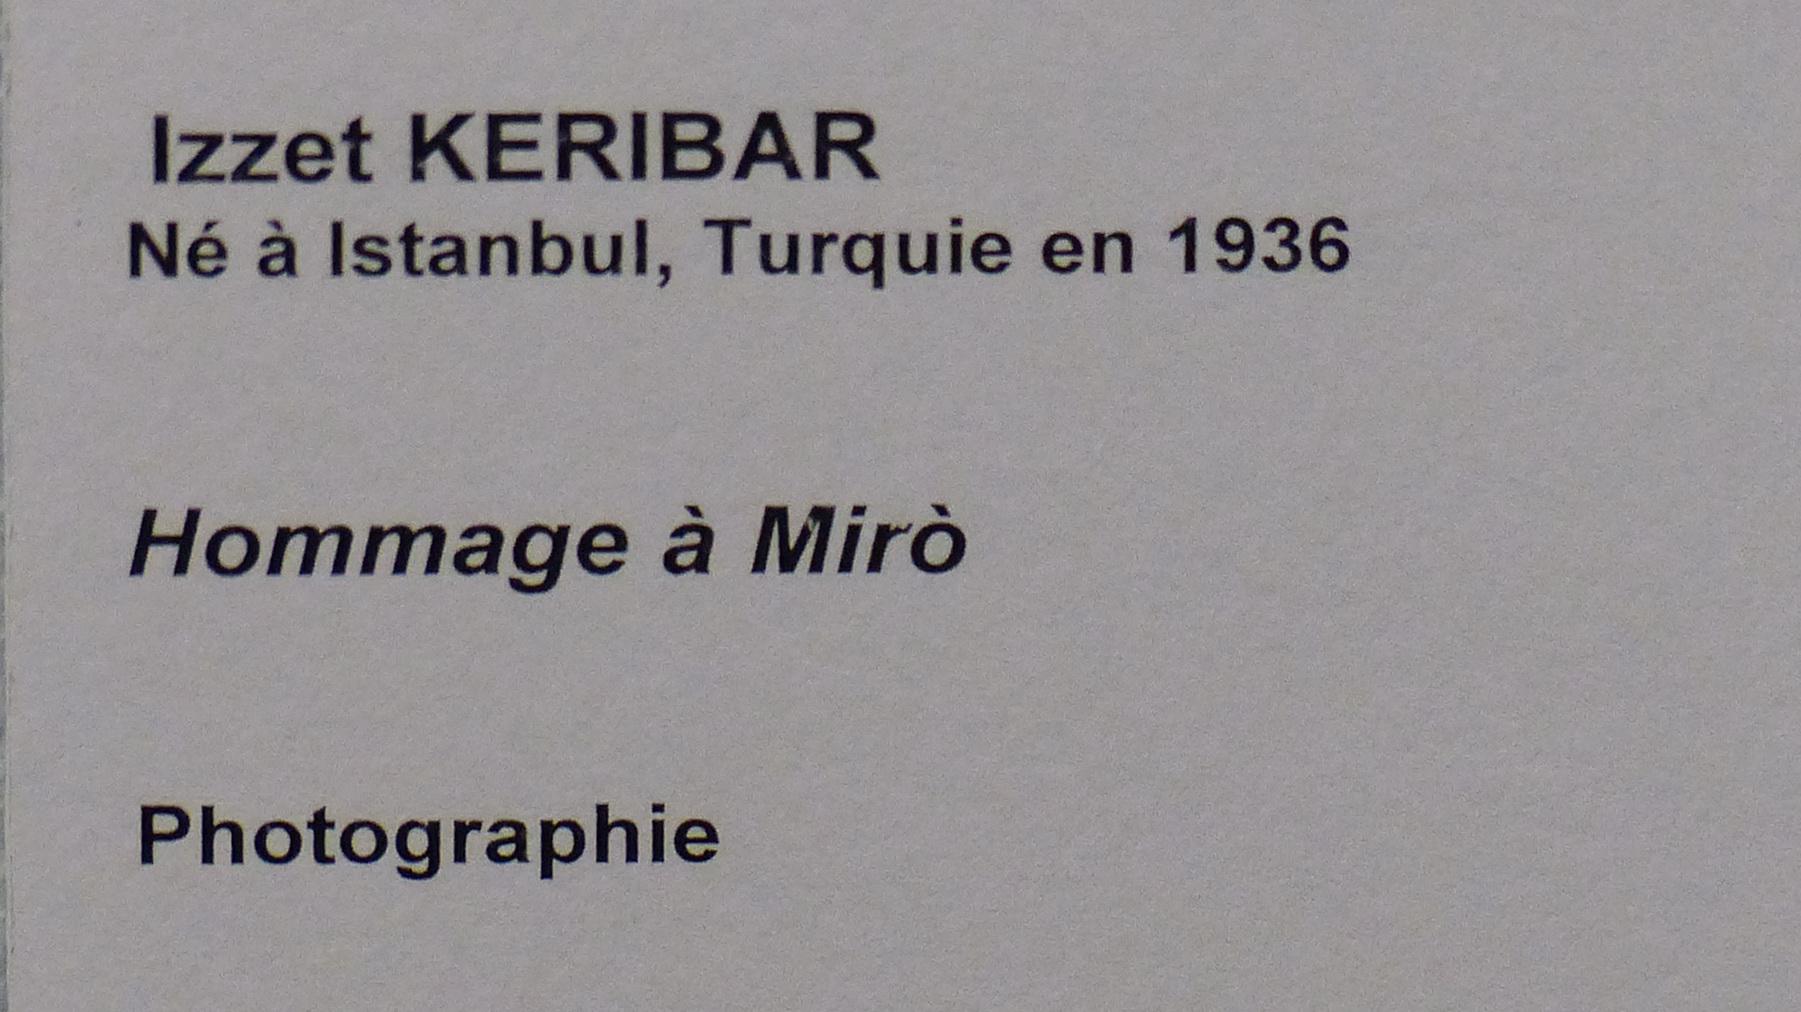 Izzet KERIBAR
Né à Istanbul, Turquie en 1936
Hommage à Mirò
Photographie